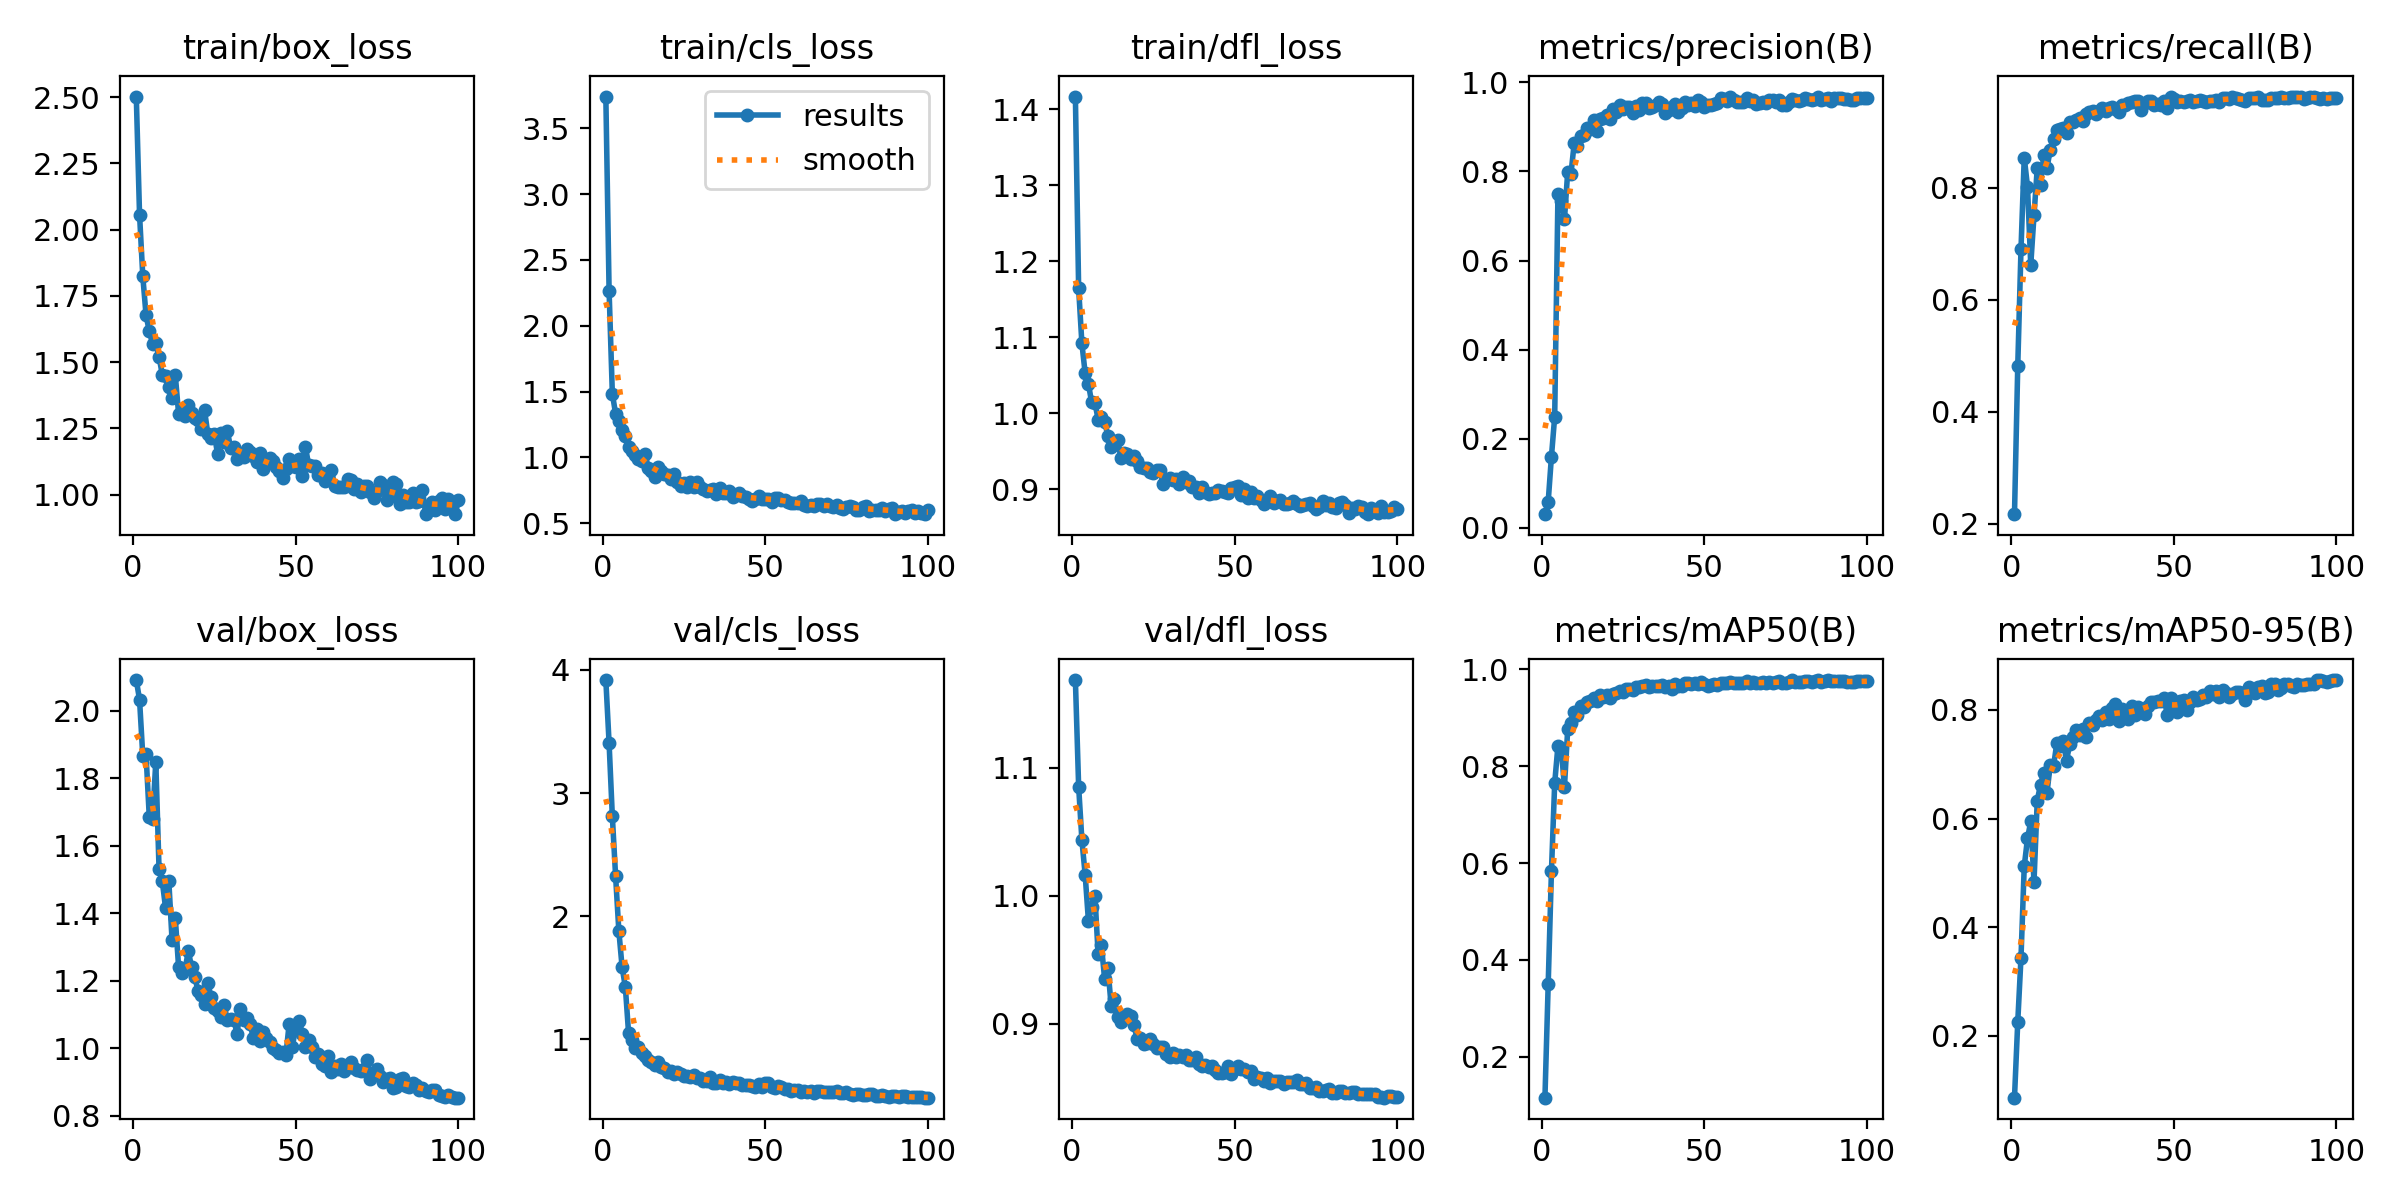 train/box_loss
2.50
2.25
2.00
1.75
1.50
1.25
1.00
0 50 100
train/cls_loss
results
smooth
3.5
3.0
2.5
2.0
1.5
1.0
0.5
0 50 100
train/dfl_loss
1.4
1.3
1.2
1.1
1.0
0.9
0 50 100
metrics/precision(B)
1.0
0.8
0.6
0.4
0.2
0.0
0 50 100
metrics/recall(B)
0.8
0.6
0.4
0.2
0 50 100
val/box_loss
2.0
1.8
1.6
1.4
1.2
1.0
0.8
0 50 100
val/cls_loss
4
3
2
1
0 50 100
val/dfl_loss
1.1
1.0
0.9
0 50 100
metrics/mAP50(B)
1.0
0.8
0.6
0.4
0.2
0 50 100
metrics/mAP50-95(B)
0.8
0.6
0.4
0.2
0 50 100